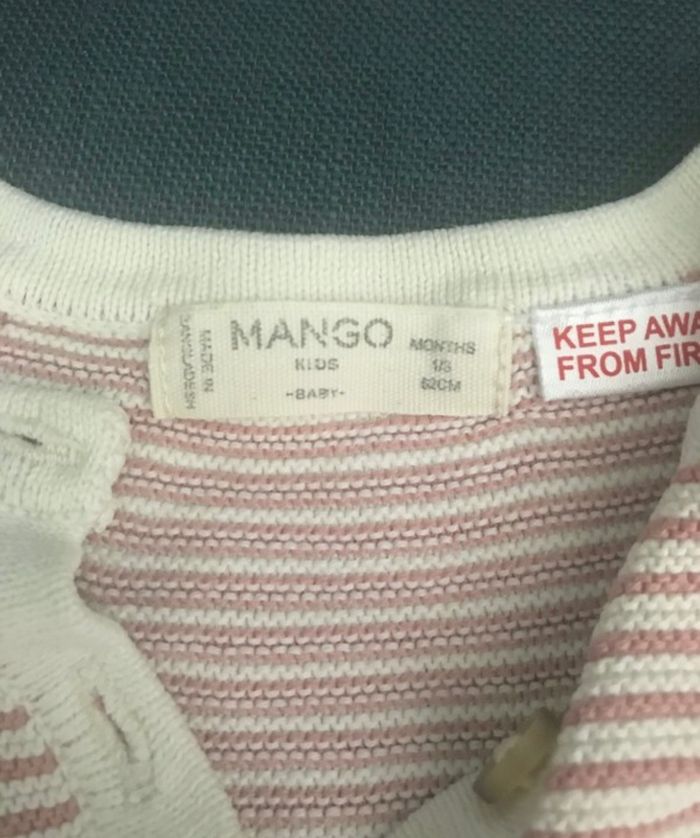 MADE IN
BANGLADESH
MANGO
KIDS
-BABY-
MONTHS
1/3
62CM
KEEP AWA
FROM FIR